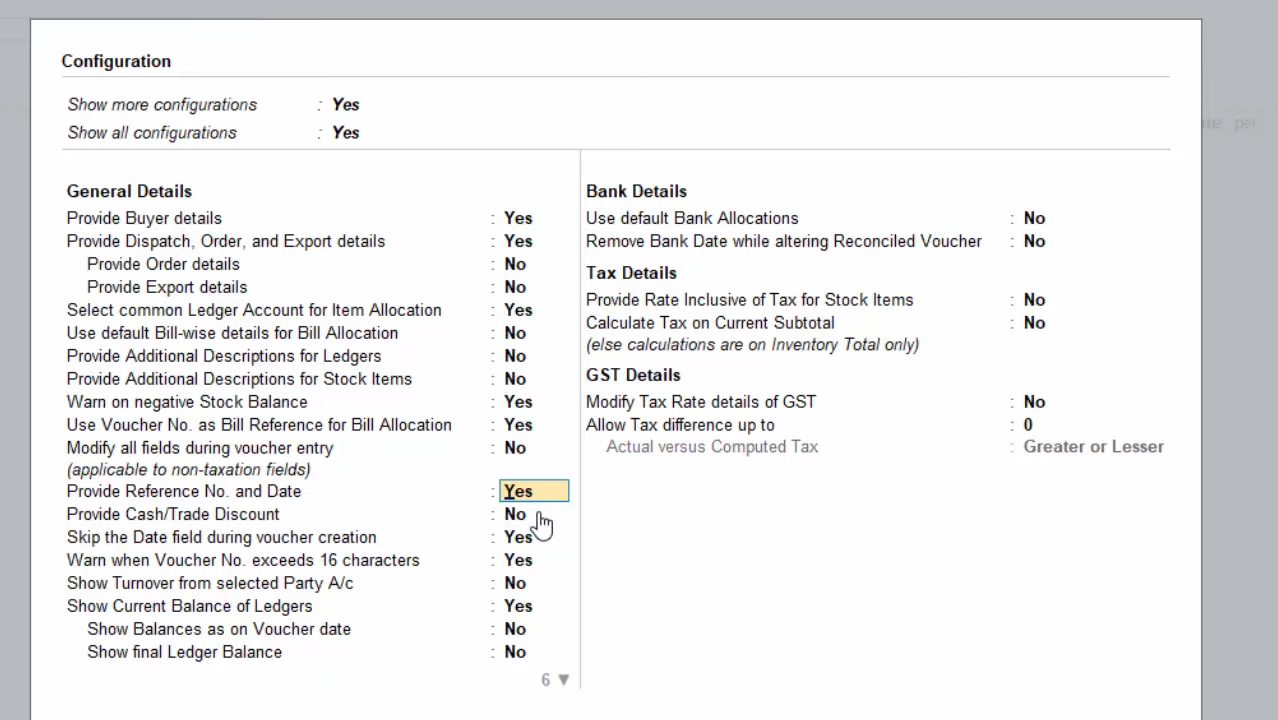 Configuration
Show more configurations : Yes
Show all configurations : Yes
General Details
Provide Buyer details : Yes
Provide Dispatch, Order, and Export details : Yes
Provide Order details : No
Provide Export details : No
Select common Ledger Account for Item Allocation : Yes
Use default Bill-wise details for Bill Allocation : No
Provide Additional Descriptions for Ledgers : No
Provide Additional Descriptions for Stock Items : No
Warn on negative Stock Balance : Yes
Use Voucher No. as Bill Reference for Bill Allocation : Yes
Modify all fields during voucher entry : No
(applicable to non-taxation fields)
Provide Reference No. and Date : Yes
Provide Cash/Trade Discount : No
Skip the Date field during voucher creation : Yes
Warn when Voucher No. exceeds 16 characters : Yes
Show Turnover from selected Party A/c : No
Show Current Balance of Ledgers : Yes
Show Balances as on Voucher date : No
Show final Ledger Balance : No
6 ▼
Bank Details
Use default Bank Allocations : No
Remove Bank Date while altering Reconciled Voucher : No
Tax Details
Provide Rate Inclusive of Tax for Stock Items : No
Calculate Tax on Current Subtotal : No
(else calculations are on Inventory Total only)
GST Details
Modify Tax Rate details of GST : No
Allow Tax difference up to : 0
Actual versus Computed Tax : Greater or Lesser